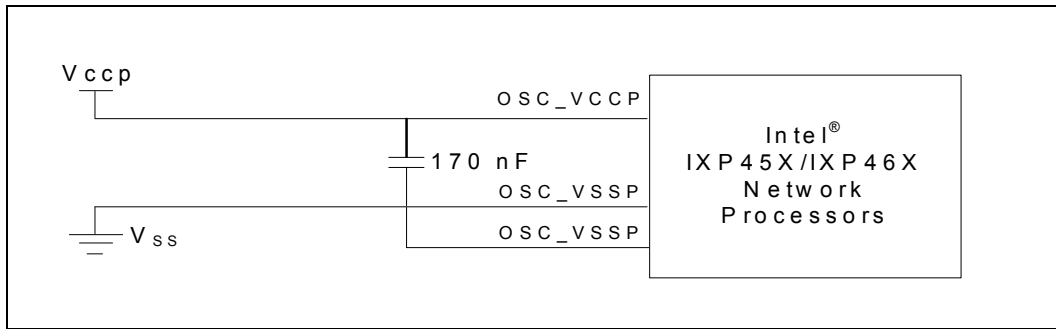 Vccp
OSC_VCCP
170 nF
OSC_VSSP
VSS
OSC_VSSP
Intel®
IXP45X/IXP46X
Network
Processors